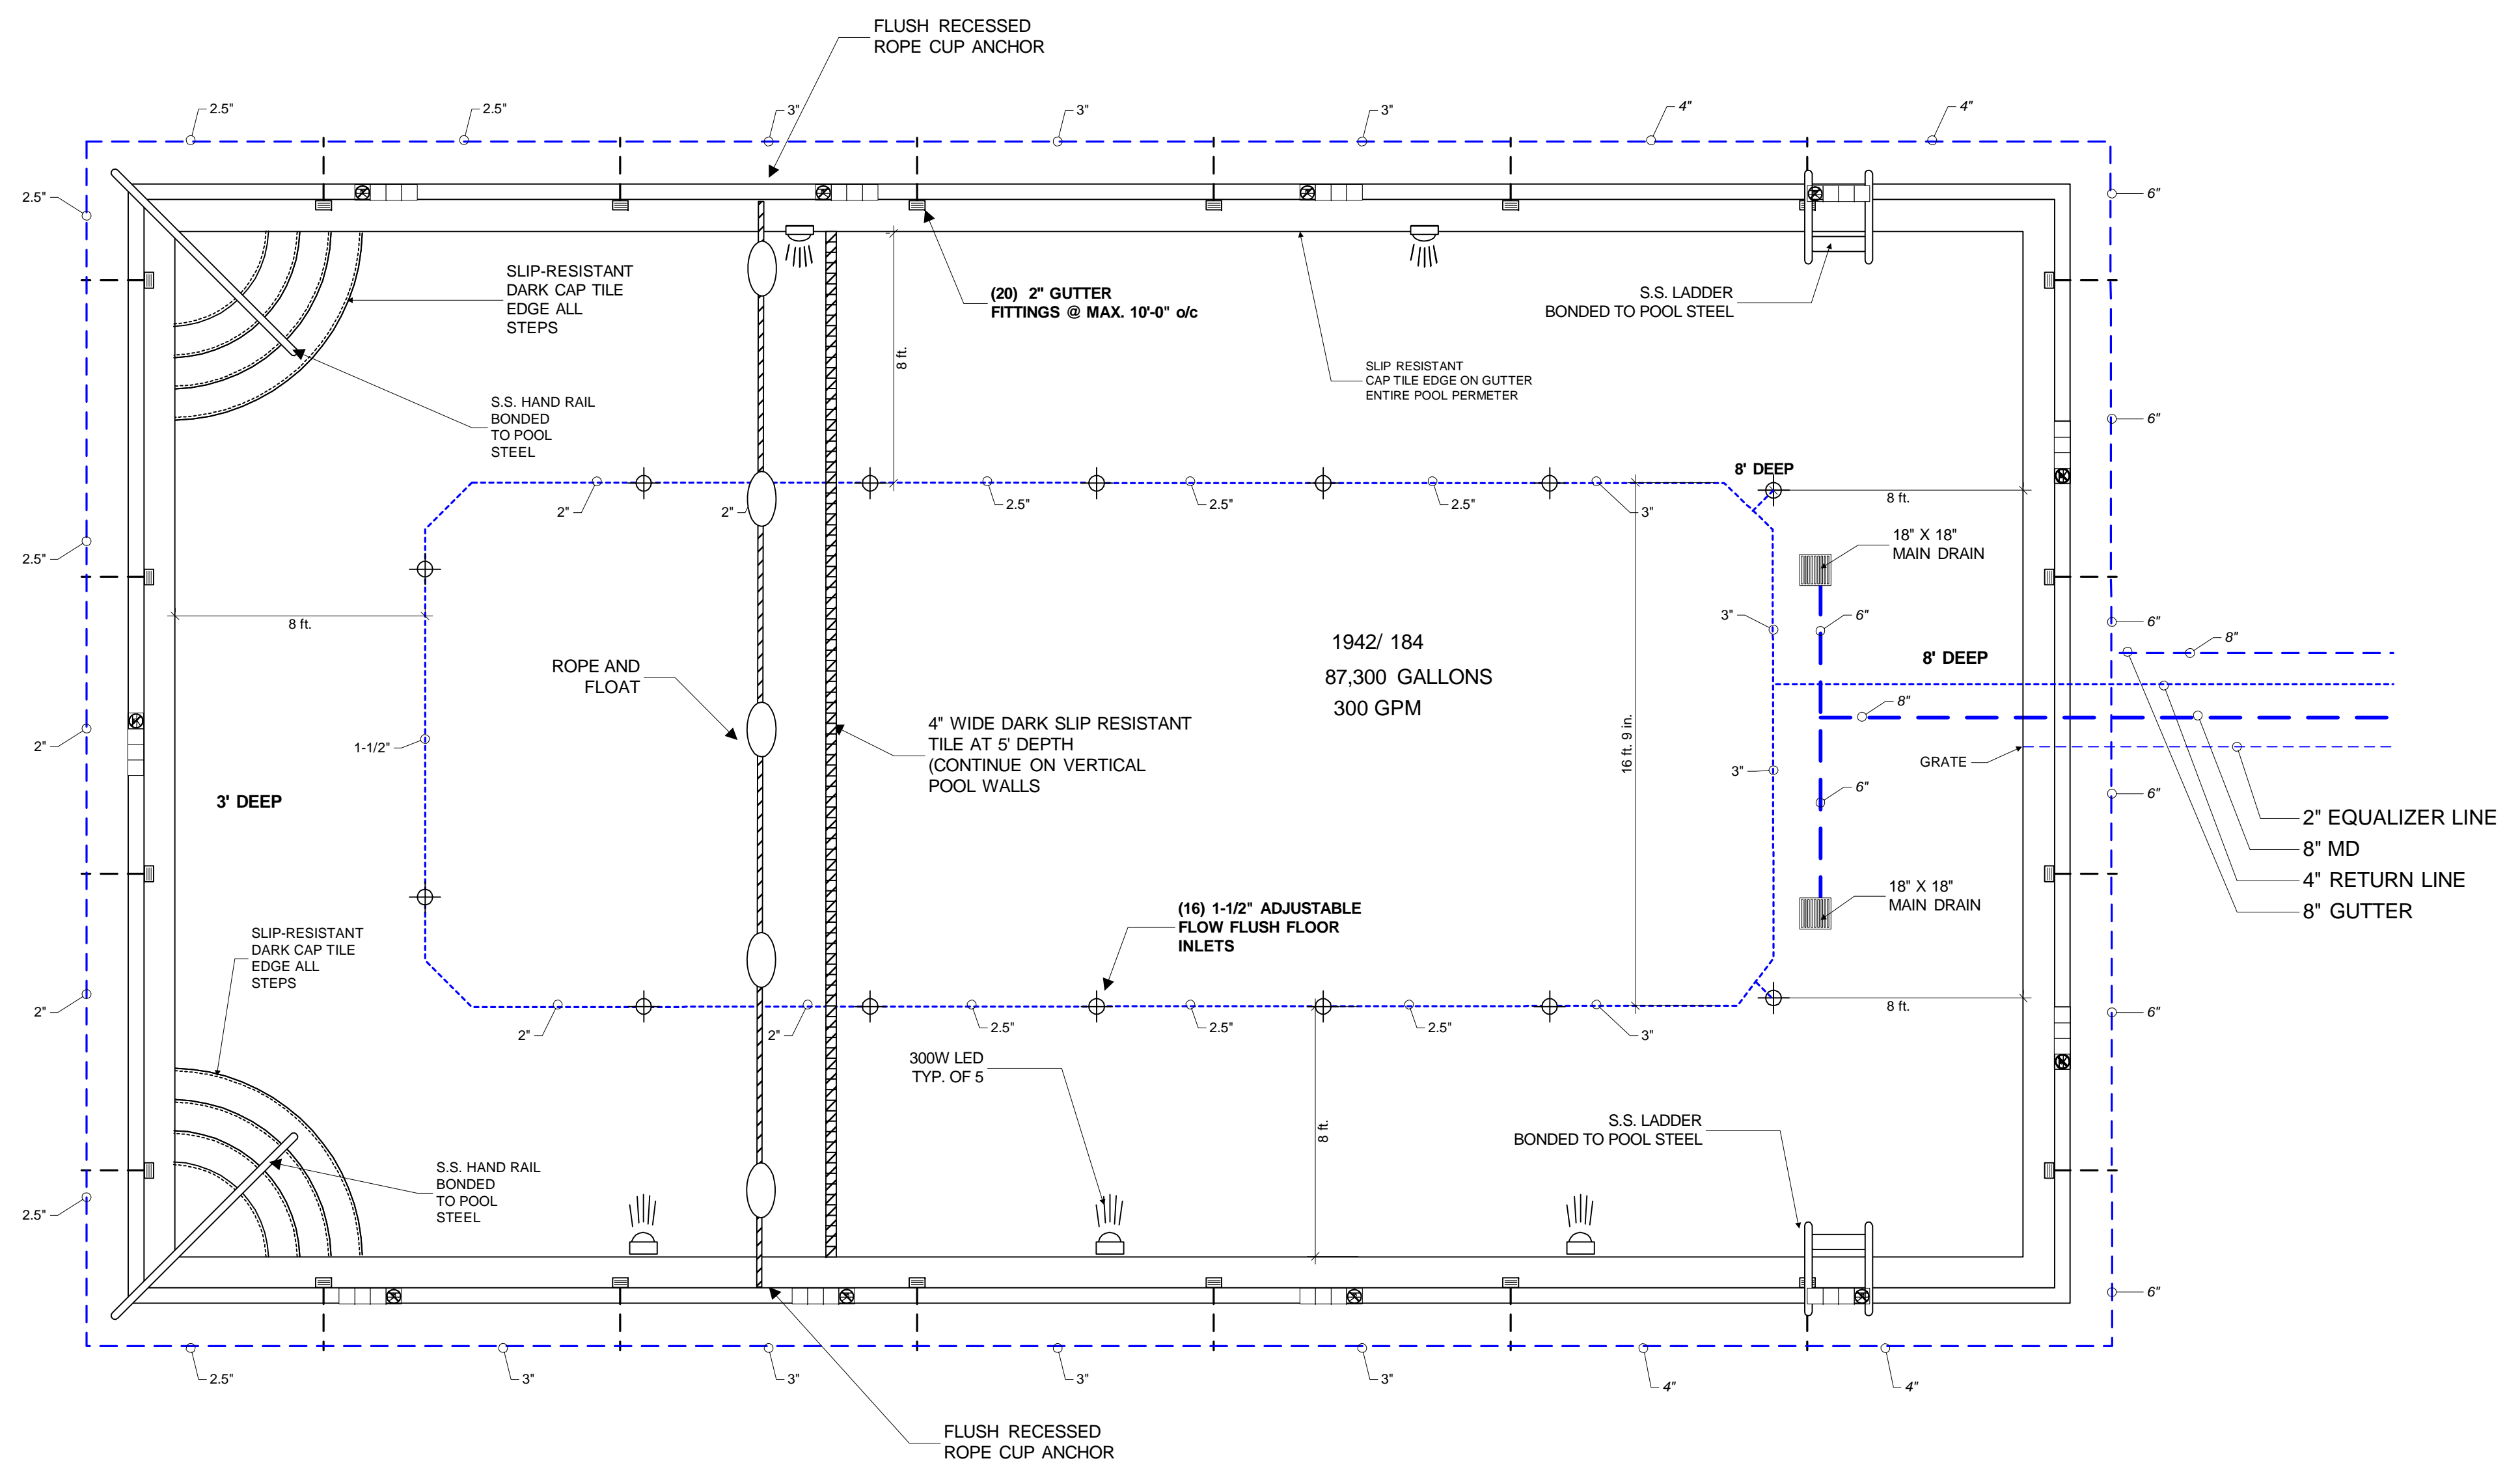 FLUSH RECESSED
ROPE CUP ANCHOR
2.5"
2.5"
3"
3"
3"
4"
4"
2.5"
6"
SLIP-RESISTANT
DARK CAP TILE
EDGE ALL
STEPS
(20) 2" GUTTER
FITTINGS @ MAX. 10'-0" o/c
S.S. LADDER
BONDED TO POOL STEEL
8 ft.
SLIP RESISTANT
CAP TILE EDGE ON GUTTER
ENTIRE POOL PERMETER
S.S. HAND RAIL
BONDED
TO POOL
STEEL
6"
8' DEEP
2"
2"
2.5"
2.5"
2.5"
3"
8 ft.
2.5"
18" X 18"
MAIN DRAIN
8 ft.
3"
6"
6"
8"
1942/ 184
87,300 GALLONS
300 GPM
8' DEEP
ROPE AND
FLOAT
8"
4" WIDE DARK SLIP RESISTANT
TILE AT 5' DEPTH
(CONTINUE ON VERTICAL
POOL WALLS
16 ft. 9 in.
2"
1-1/2"
3"
GRATE
6"
6"
3' DEEP
2" EQUALIZER LINE
8" MD
4" RETURN LINE
8" GUTTER
18" X 18"
MAIN DRAIN
(16) 1-1/2" ADJUSTABLE
FLOW FLUSH FLOOR
INLETS
SLIP-RESISTANT
DARK CAP TILE
EDGE ALL
STEPS
2"
8 ft.
6"
2"
2"
2.5"
2.5"
2.5"
3"
300W LED
TYP. OF 5
8 ft.
S.S. LADDER
BONDED TO POOL STEEL
S.S. HAND RAIL
BONDED
TO POOL
STEEL
2.5"
6"
2.5"
3"
3"
3"
3"
4"
4"
FLUSH RECESSED
ROPE CUP ANCHOR